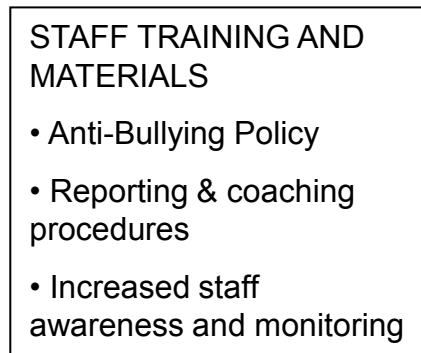 STAFF TRAINING AND
MATERIALS
• Anti-Bullying Policy
• Reporting & coaching
procedures
• Increased staff
awareness and monitoring